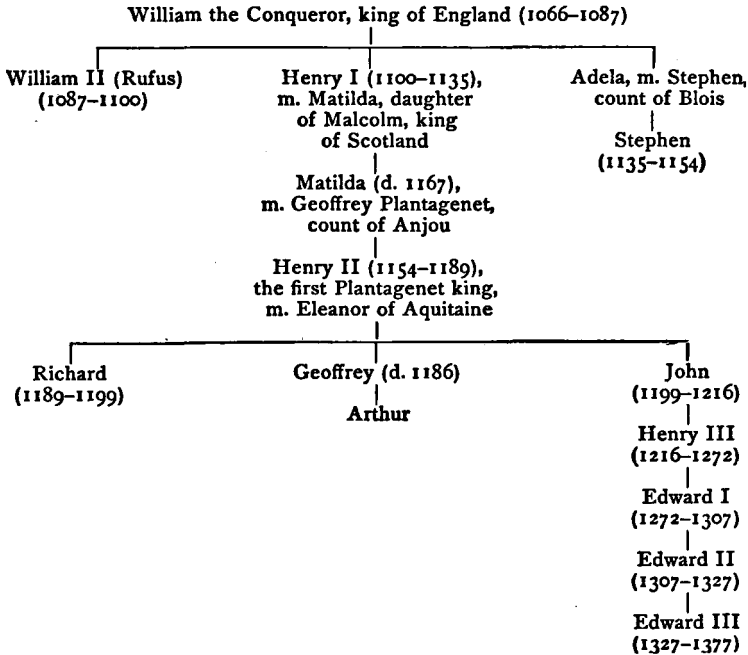 William the Conqueror, king of England (1066–1087)
William II (Rufus)
(1087–1100)
Henry I (1100–1135),
m. Matilda, daughter
of Malcolm, king
of Scotland
Adela, m. Stephen,
count of Blois
Stephen
(1135–1154)
Matilda (d. 1167),
m. Geoffrey Plantagenet,
count of Anjou
Henry II (1154–1189),
the first Plantagenet king,
m. Eleanor of Aquitaine
Richard
(1189–1199)
Geoffrey (d. 1186)
Arthur
John
(1199–1216)
Henry III
(1216–1272)
Edward I
(1272–1307)
Edward II
(1307–1327)
Edward III
(1327–1377)